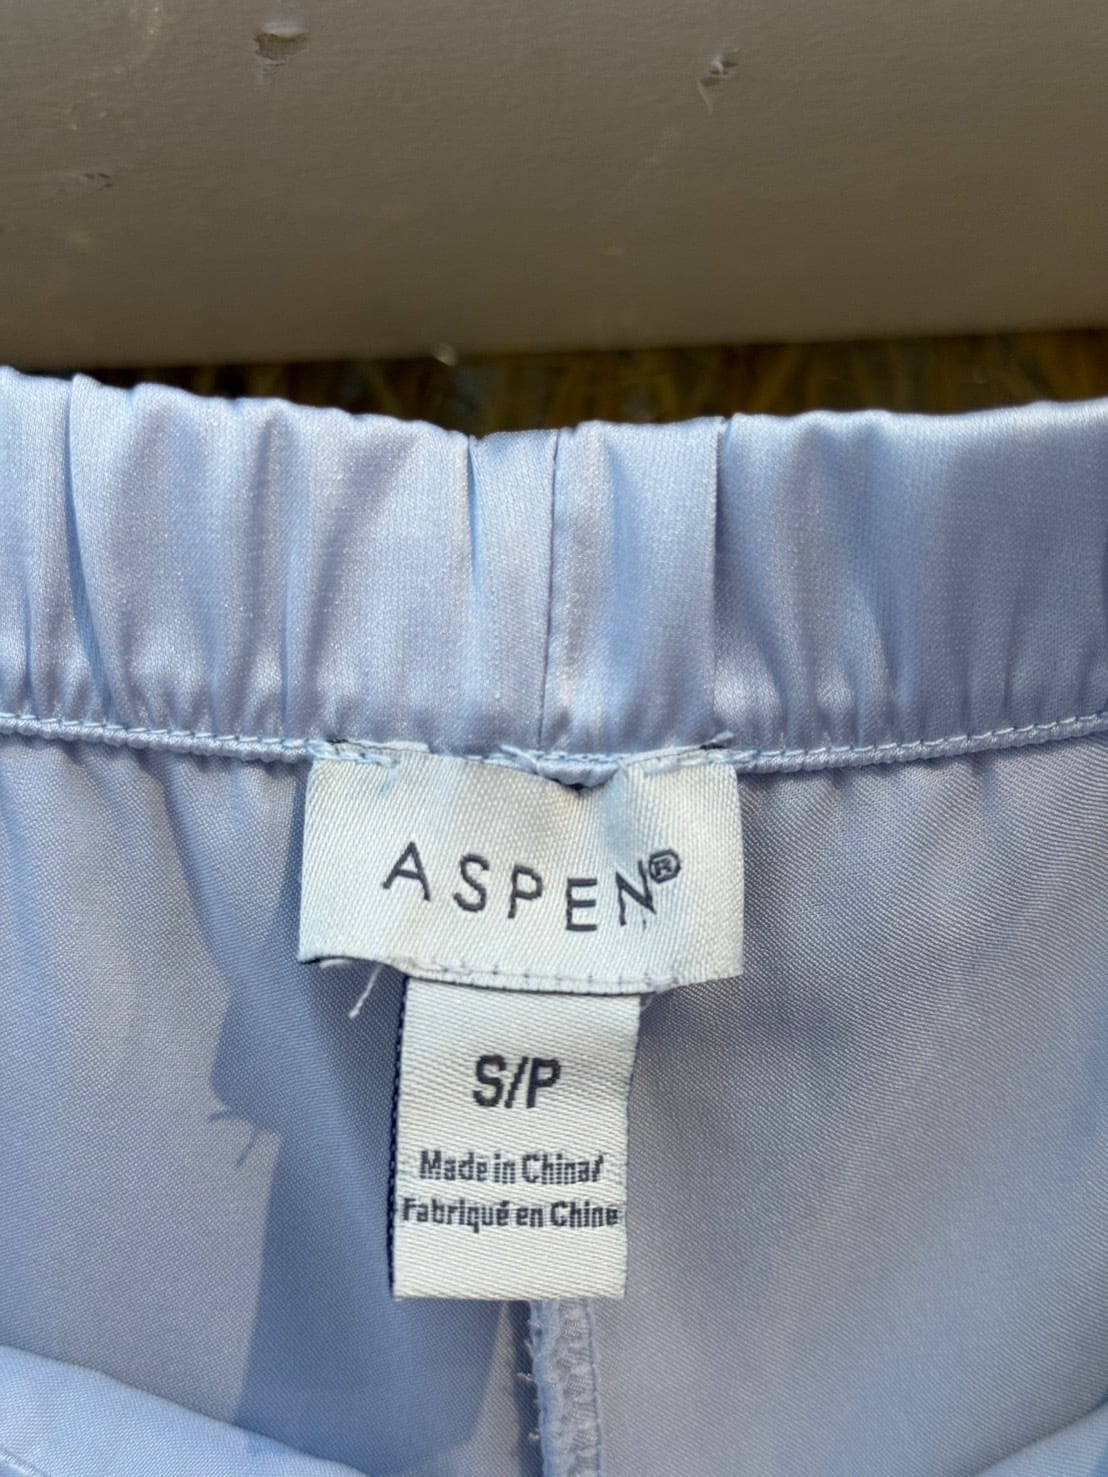 ASPEN®
S/P
Made in China/
Fabriqué en Chine